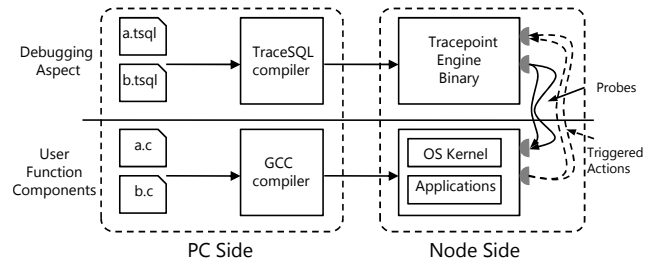 Debugging
Aspect
a.tsql
b.tsql
TraceSQL
compiler
Tracepoint
Engine
Binary
Probes
User
Function
Components
a.c
b.c
GCC
compiler
OS Kernel
Applications
Triggered
Actions
PC Side
Node Side